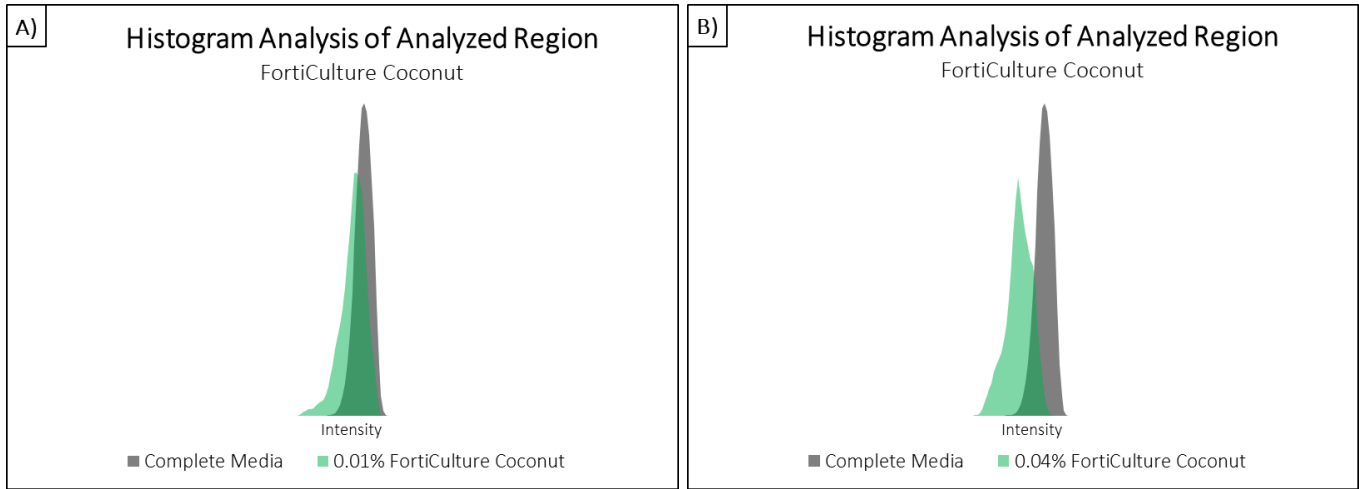 A)
Histogram Analysis of Analyzed Region
FortiCulture Coconut
Intensity
Complete Media
0.01% FortiCulture Coconut
B)
Histogram Analysis of Analyzed Region
FortiCulture Coconut
Intensity
Complete Media
0.04% FortiCulture Coconut